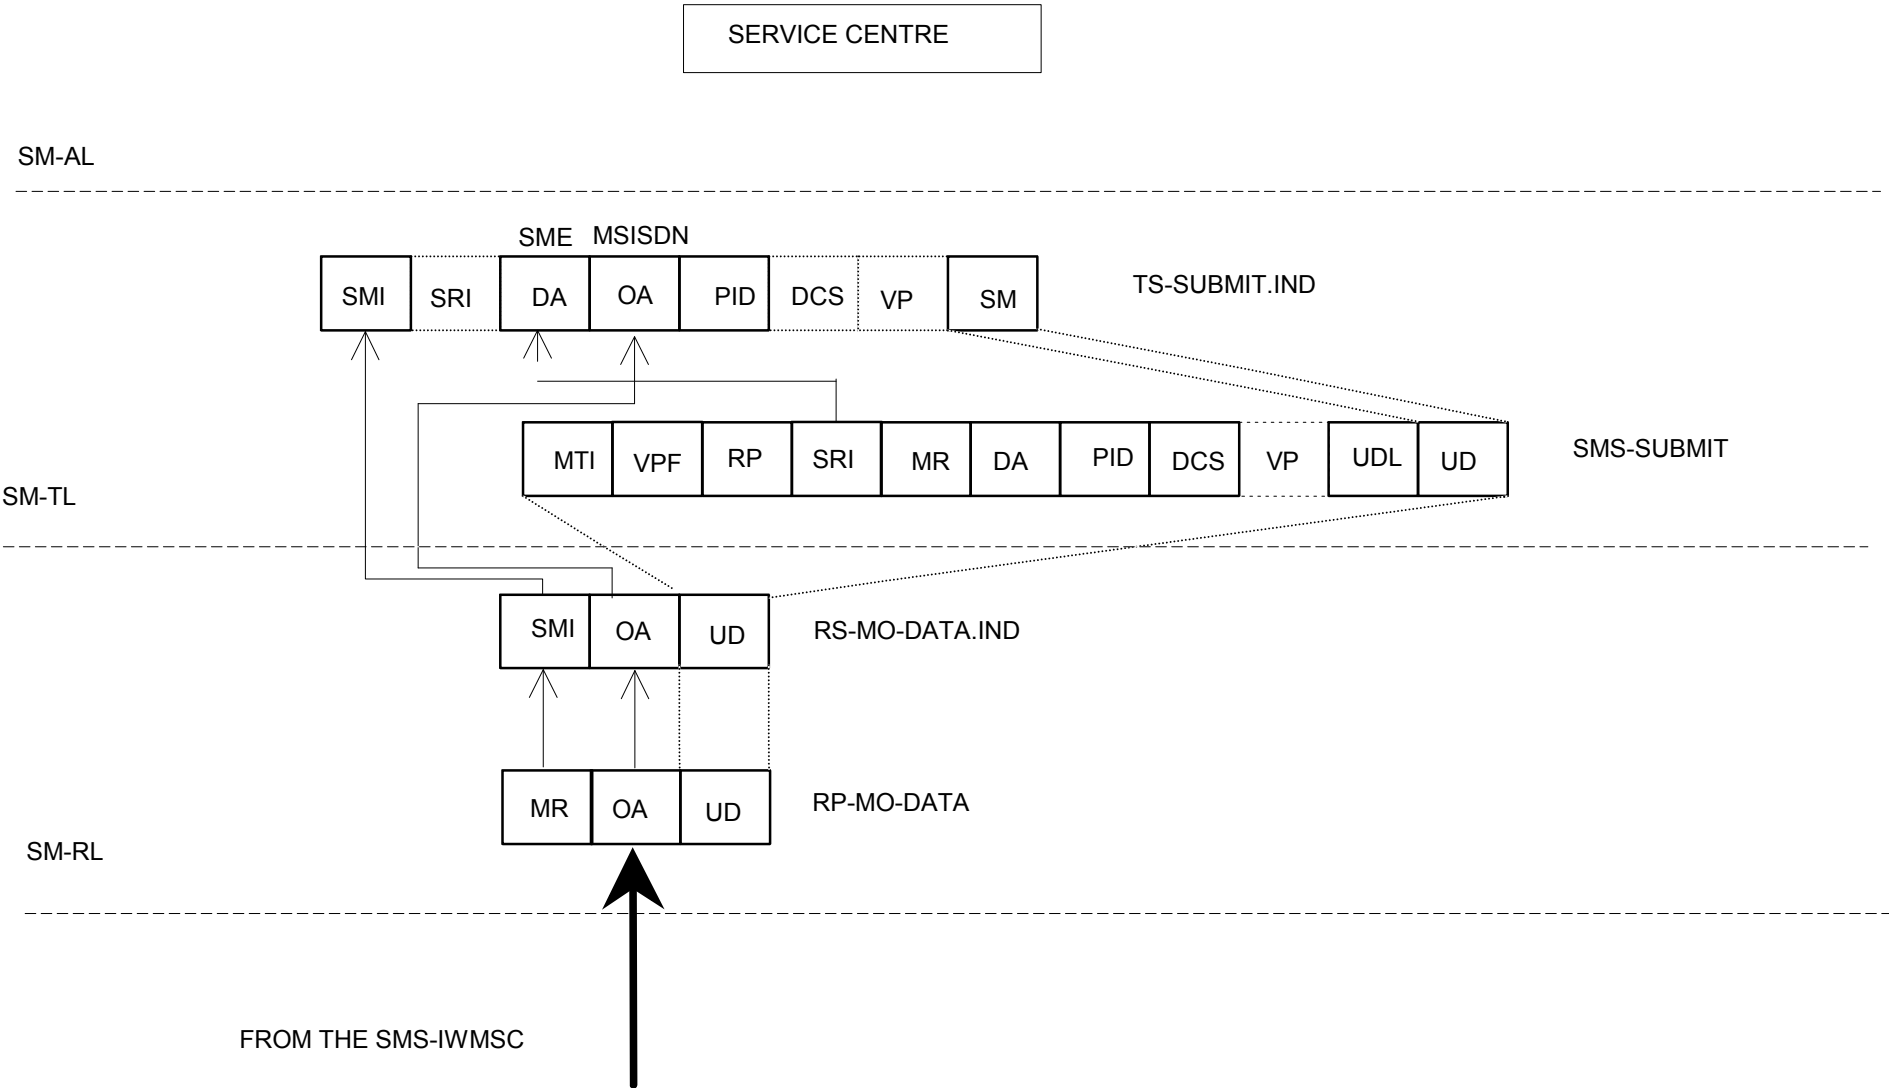 SERVICE CENTRE
SM-AL
SME MSISDN
SMI SRI DA OA PID DCS VP SM TS-SUBMIT.IND
MTI VPF RP SRI MR DA PID DCS VP UDL UD SMS-SUBMIT
SM-TL
SMI OA UD RS-MO-DATA.IND
MR OA UD RP-MO-DATA
SM-RL
FROM THE SMS-IWMSC